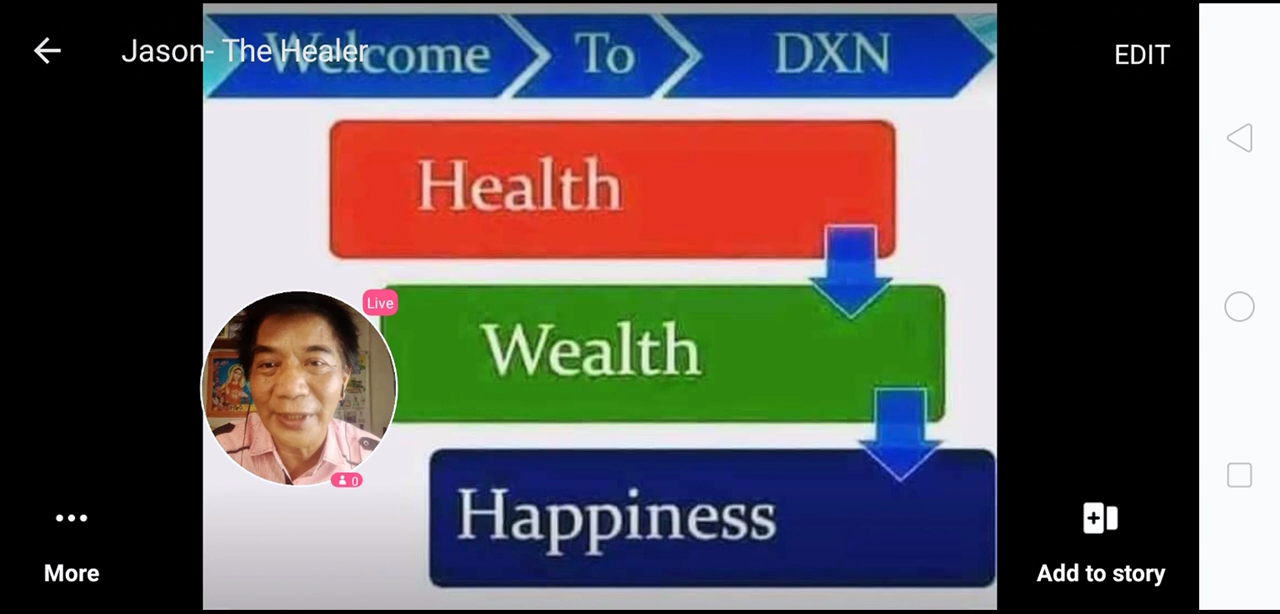 Jason- The Healer
EDIT
Welcome To DXN
Health
Live
Wealth
0
Happiness
More
Add to story